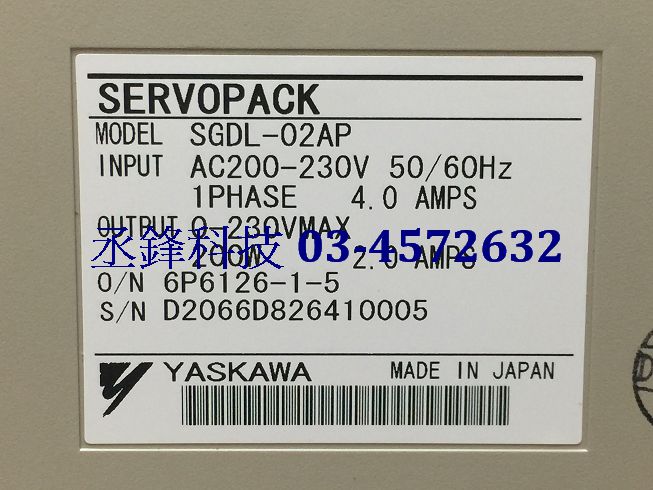 SERVOPACK
MODEL SGDL-02AP
INPUT AC200-230V 50/60Hz
1PHASE 4.0 AMPS
OUTPUT 0-230VMAX
丞鋒科技 03-4572632
200W 2.0 AMPS
O/N 6P6126-1-5
S/N D2066D826410005
YASKAWA MADE IN JAPAN